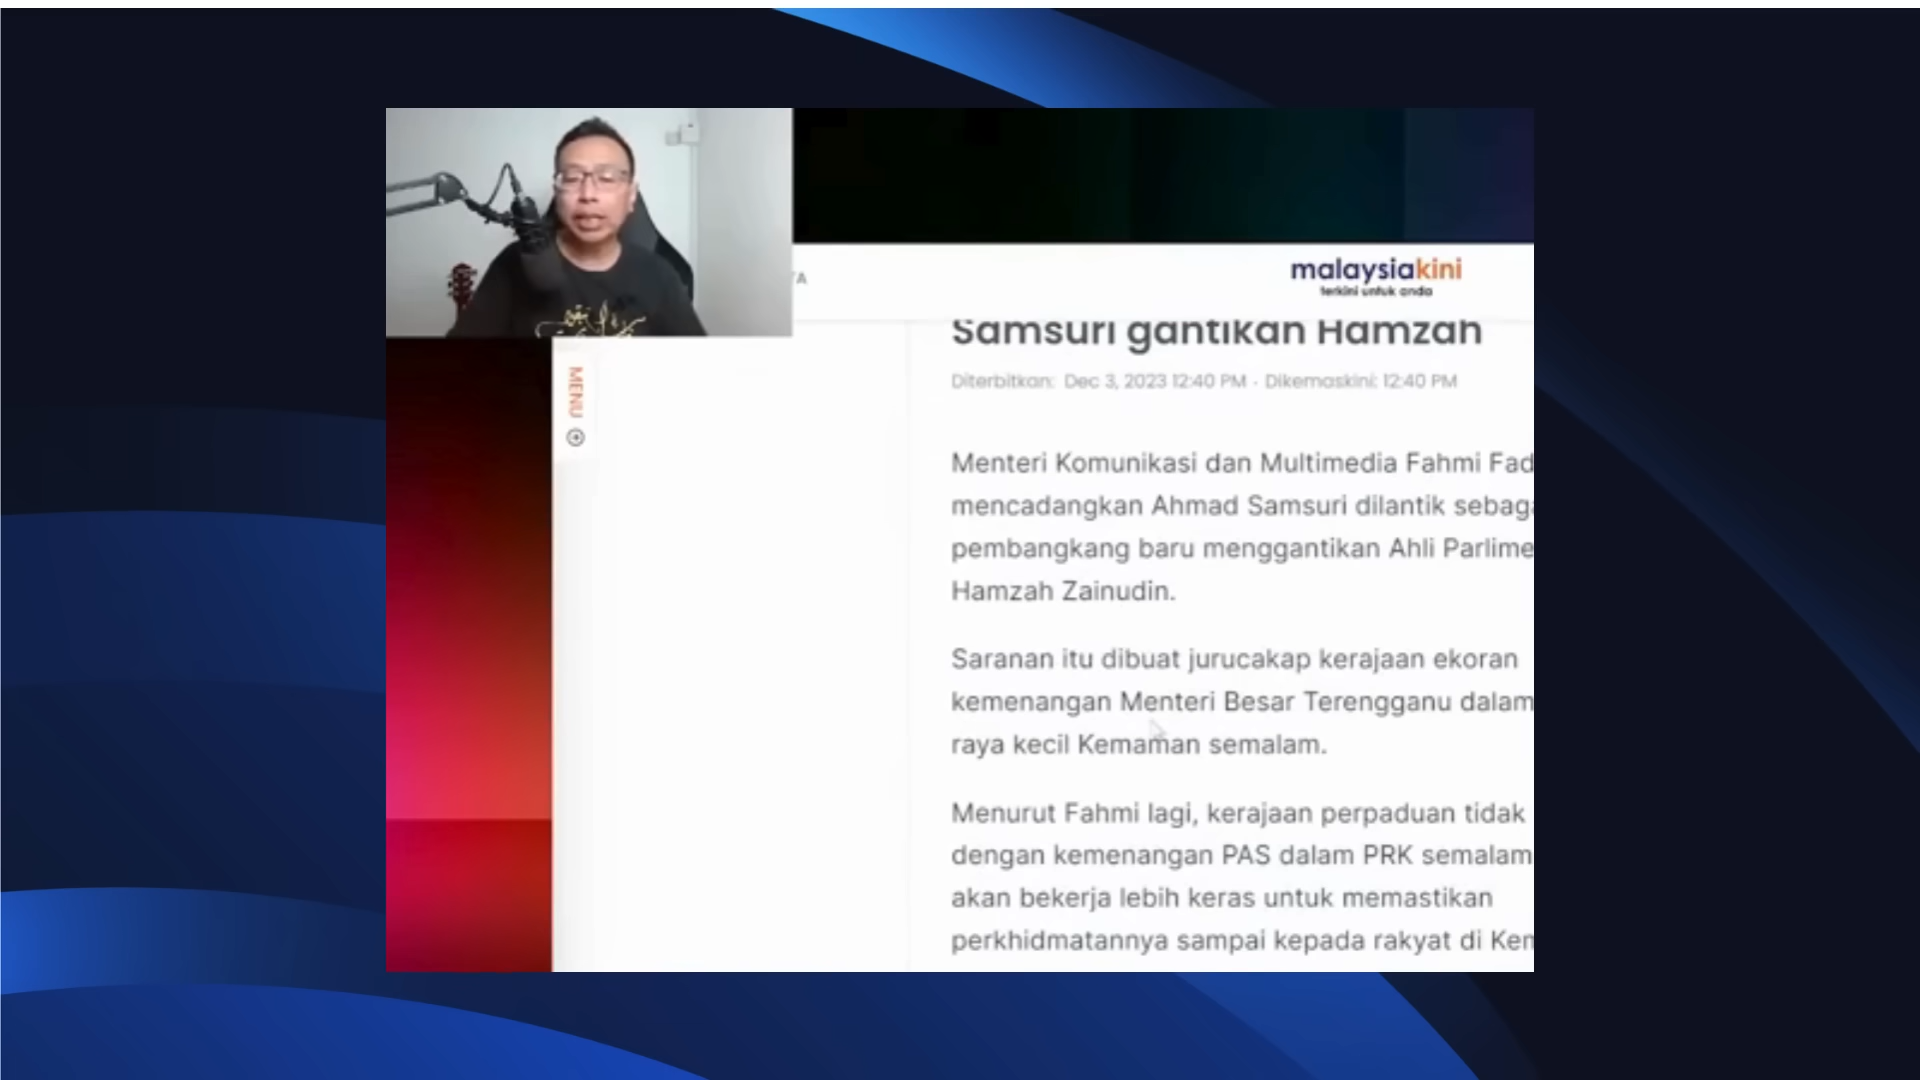 malaysiakini
terkini untuk anda
Samsuri gantikan Hamzah
Diterbitkan: Dec 3, 2023 12:40 PM · Dikemaskini: 12:40 PM
MENU
Menteri Komunikasi dan Multimedia Fahmi Fad
mencadangkan Ahmad Samsuri dilantik sebaga
pembangkang baru menggantikan Ahli Parlime
Hamzah Zainudin.
Saranan itu dibuat jurucakap kerajaan ekoran
kemenangan Menteri Besar Terengganu dalam
raya kecil Kemaman semalam.
Menurut Fahmi lagi, kerajaan perpaduan tidak
dengan kemenangan PAS dalam PRK semalam
akan bekerja lebih keras untuk memastikan
perkhidmatannya sampai kepada rakyat di Kem